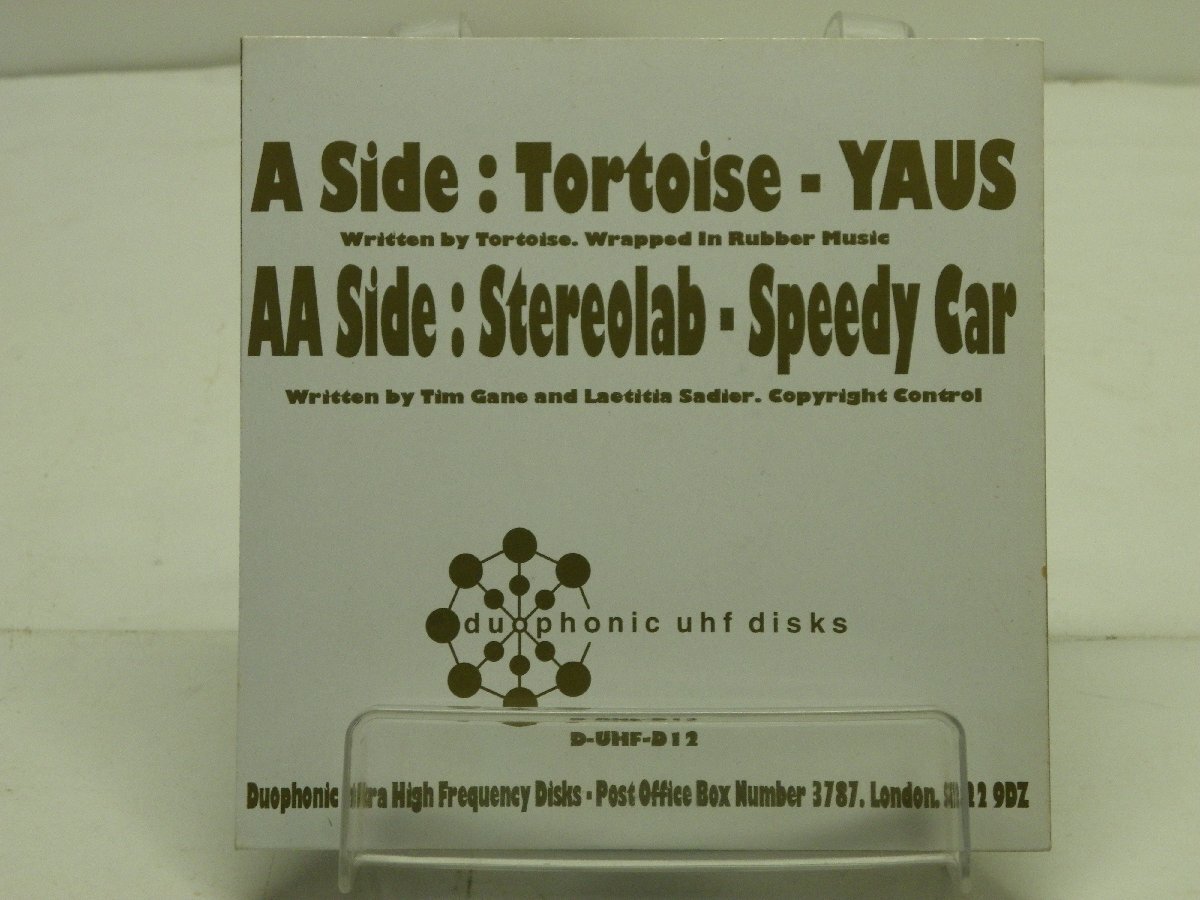 A Side : Tortoise - YAUS
Written by Tortoise. Wrapped In Rubber Music
AA Side : Stereolab - Speedy Car
Written by Tim Gane and Laetitia Sadier. Copyright Control
duophonic uhf disks
D-UHF-D12
Duophonic Ultra High Frequency Disks - Post Office Box Number 3787, London. 9DZ